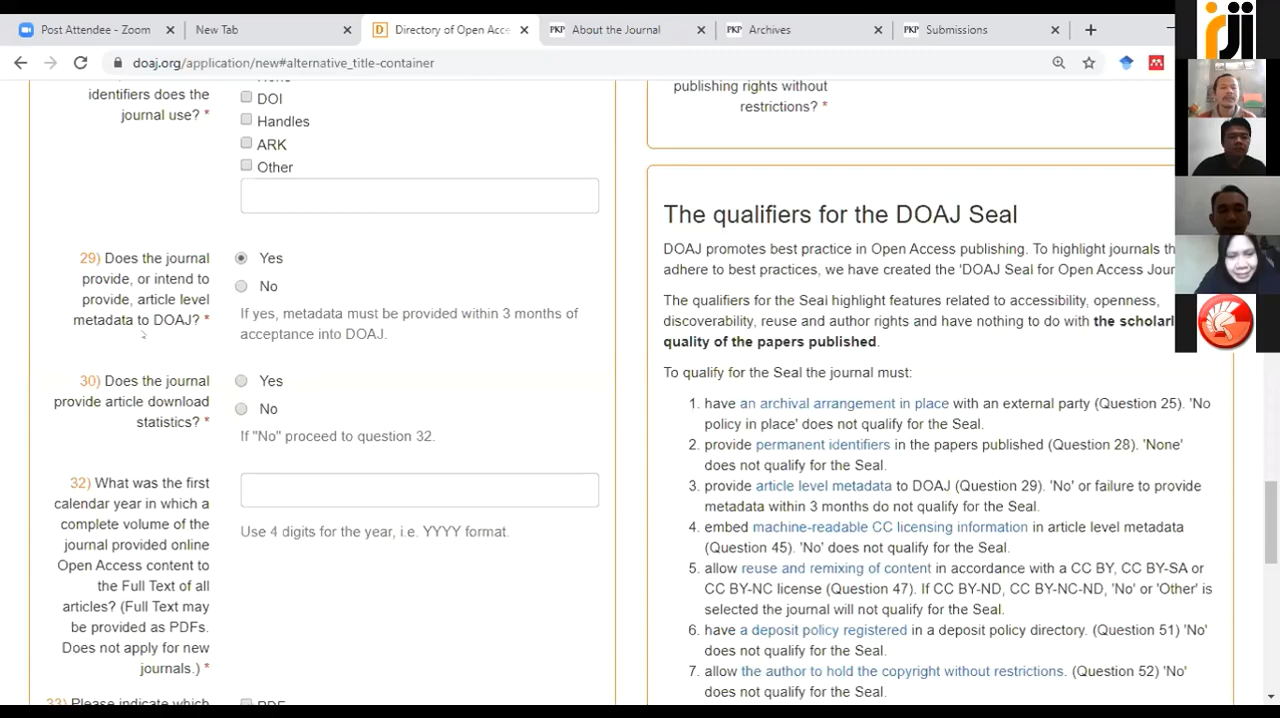 Post Attendee - Zoom
New Tab
Directory of Open Acce
About the Journal
Archives
Submissions
doaj.org/application/new#alternative_title-container
identifiers does the
journal use? *
DOI
Handles
ARK
Other
29) Does the journal
provide, or intend to
provide, article level
metadata to DOAJ? *
Yes
No
If yes, metadata must be provided within 3 months of
acceptance into DOAJ.
30) Does the journal
provide article download
statistics? *
Yes
No
If "No" proceed to question 32.
32) What was the first
calendar year in which a
complete volume of the
journal provided online
Open Access content to
the Full Text of all
articles? (Full Text may
be provided as PDFs.
Does not apply for new
journals.) *
Use 4 digits for the year, i.e. YYYY format.
33) Please indicate which
PDF
publishing rights without
restrictions? *
The qualifiers for the DOAJ Seal
DOAJ promotes best practice in Open Access publishing. To highlight journals th
adhere to best practices, we have created the 'DOAJ Seal for Open Access Jour
The qualifiers for the Seal highlight features related to accessibility, openness,
discoverability, reuse and author rights and have nothing to do with the scholarl
quality of the papers published.
To qualify for the Seal the journal must:
1. have an archival arrangement in place with an external party (Question 25). 'No
policy in place' does not qualify for the Seal.
2. provide permanent identifiers in the papers published (Question 28). 'None'
does not qualify for the Seal.
3. provide article level metadata to DOAJ (Question 29). 'No' or failure to provide
metadata within 3 months do not qualify for the Seal.
4. embed machine-readable CC licensing information in article level metadata
(Question 45). 'No' does not qualify for the Seal.
5. allow reuse and remixing of content in accordance with a CC BY, CC BY-SA or
CC BY-NC license (Question 47). If CC BY-ND, CC BY-NC-ND, 'No' or 'Other' is
selected the journal will not qualify for the Seal.
6. have a deposit policy registered in a deposit policy directory. (Question 51) 'No'
does not qualify for the Seal.
7. allow the author to hold the copyright without restrictions. (Question 52) 'No'
does not qualify for the Seal.
rji